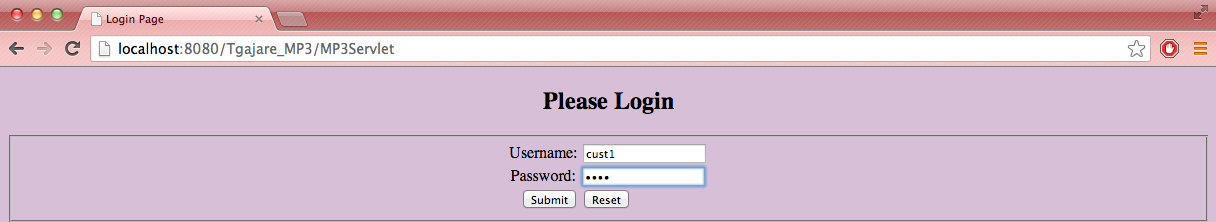 Login Page
localhost:8080/Tgajare_MP3/MP3Servlet
Please Login
Username: cust1
Password: ••••
Submit Reset